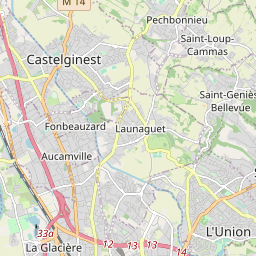 M 14
Pechbonnieu
Saint-Loup-
Cammas
Castelginest
Saint-Geniès
Bellevue
Fonbeauzard
Launaguet
Aucamville
33a
L'Union
La Glacière
12
13
13
14